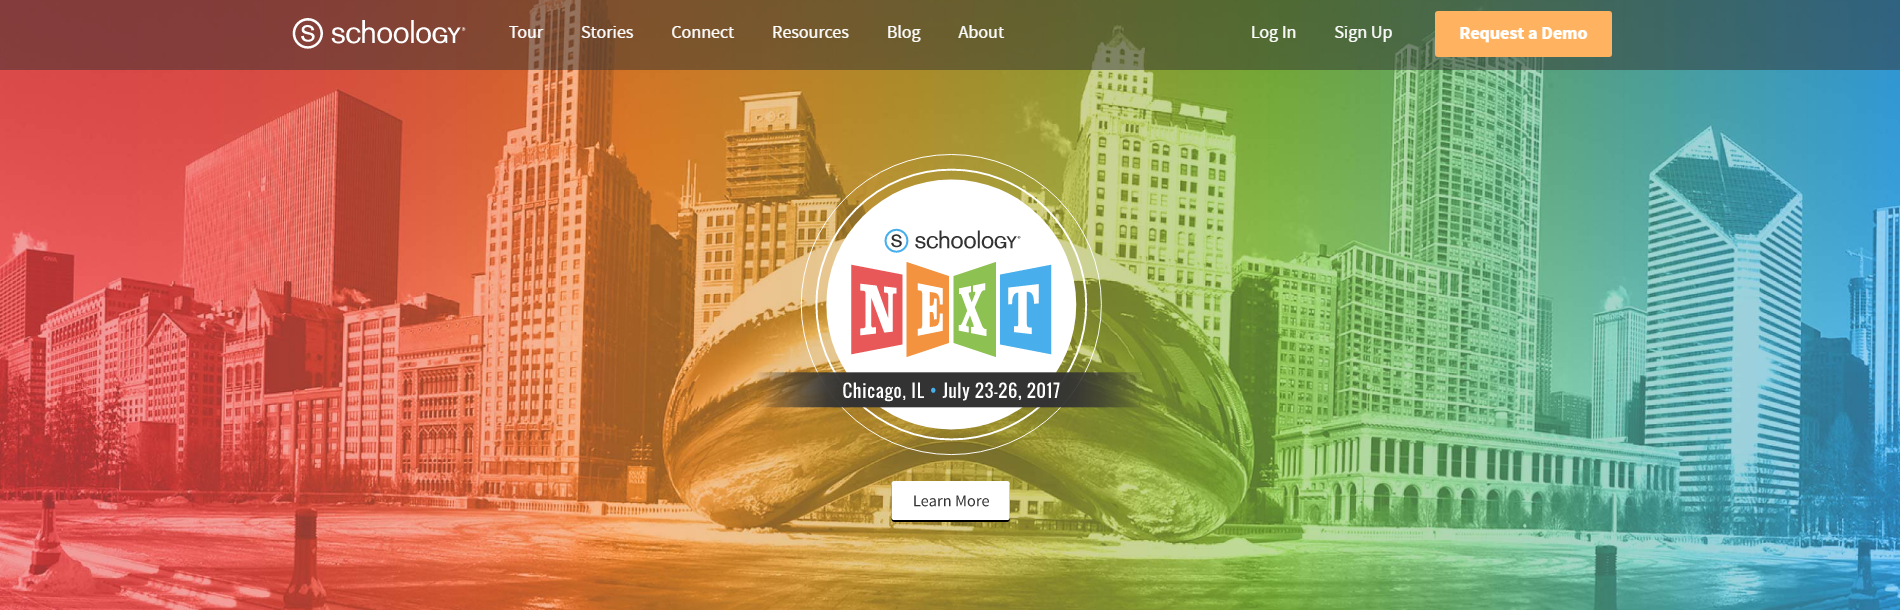 S schoology®
Tour
Stories
Connect
Resources
Blog
About
Log In
Sign Up
Request a Demo
S schoology®
NEXT
Chicago, IL • July 23-26, 2017
Learn More